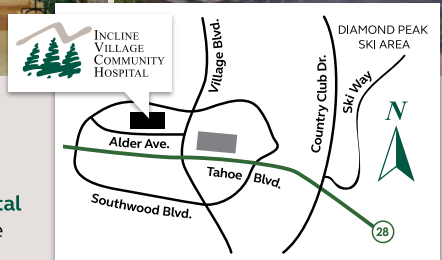 INCLINE
VILLAGE
COMMUNITY
HOSPITAL
Village Blvd.
DIAMOND PEAK
SKI AREA
Country Club Dr.
Ski Way
N
Alder Ave.
Tahoe Blvd.
Southwood Blvd.
28
tal
e